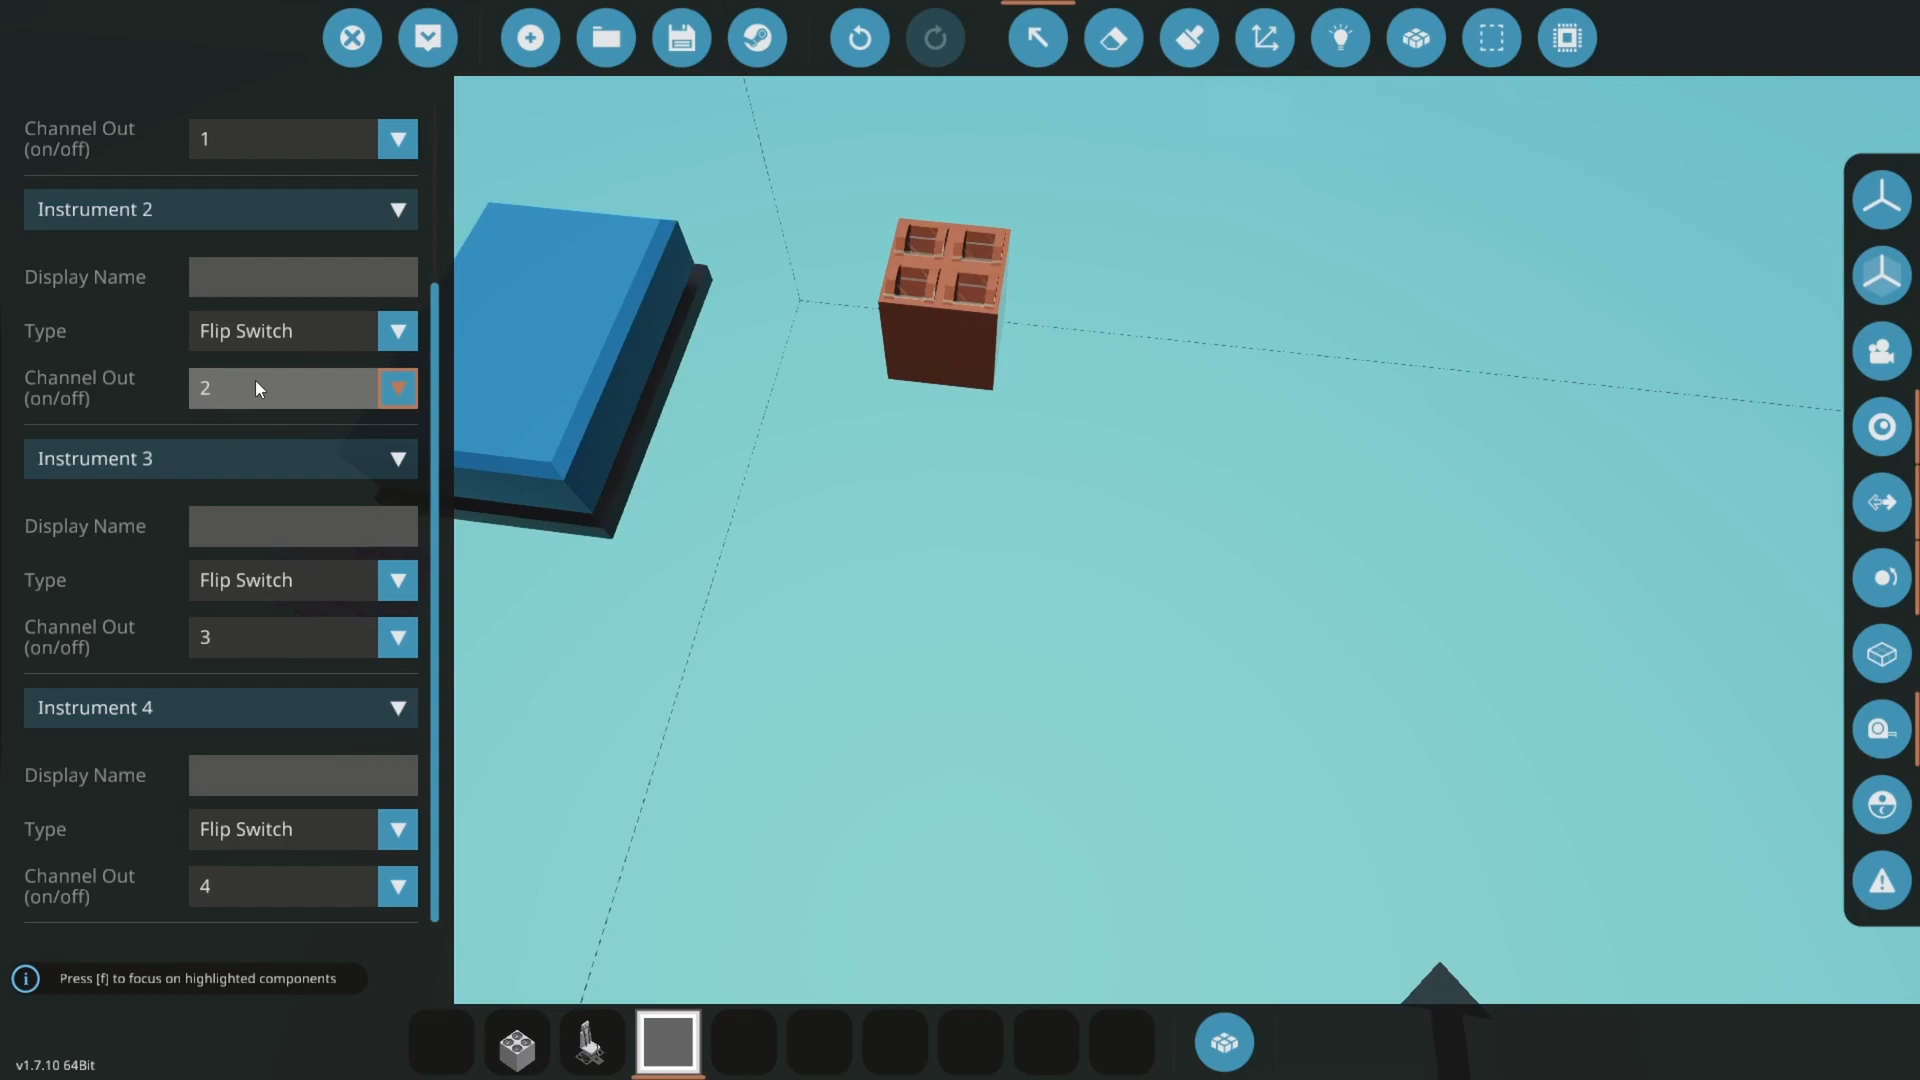 Channel Out
(on/off)
1
Instrument 2
Display Name
Type
Flip Switch
Channel Out
(on/off)
2
Instrument 3
Display Name
Type
Flip Switch
Channel Out
(on/off)
3
Instrument 4
Display Name
Type
Flip Switch
Channel Out
(on/off)
4
Press [f] to focus on highlighted components
v1.7.10 64Bit